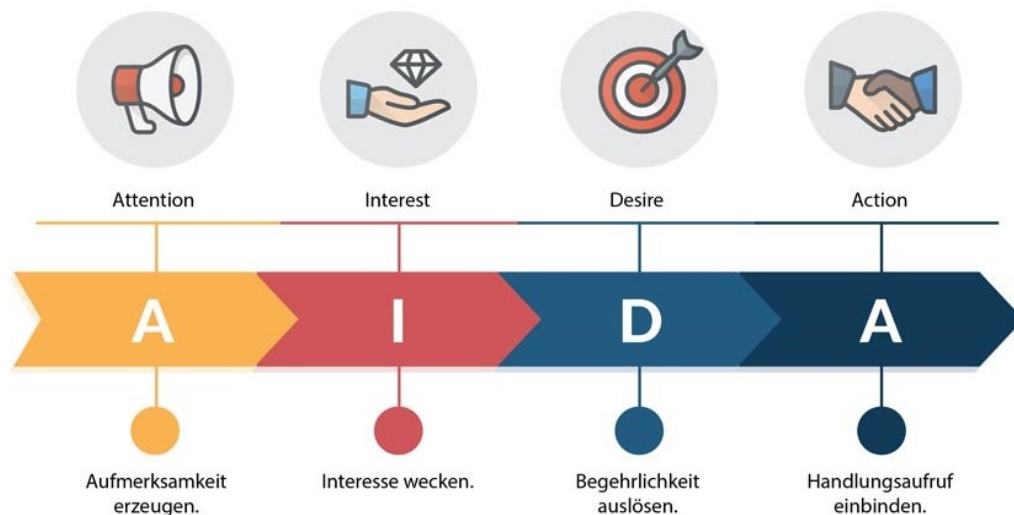 Attention
Interest
Desire
Action
A
I
D
A
Aufmerksamkeit
erzeugen.
Interesse wecken.
Begehrlichkeit
auslösen.
Handlungsaufruf
einbinden.